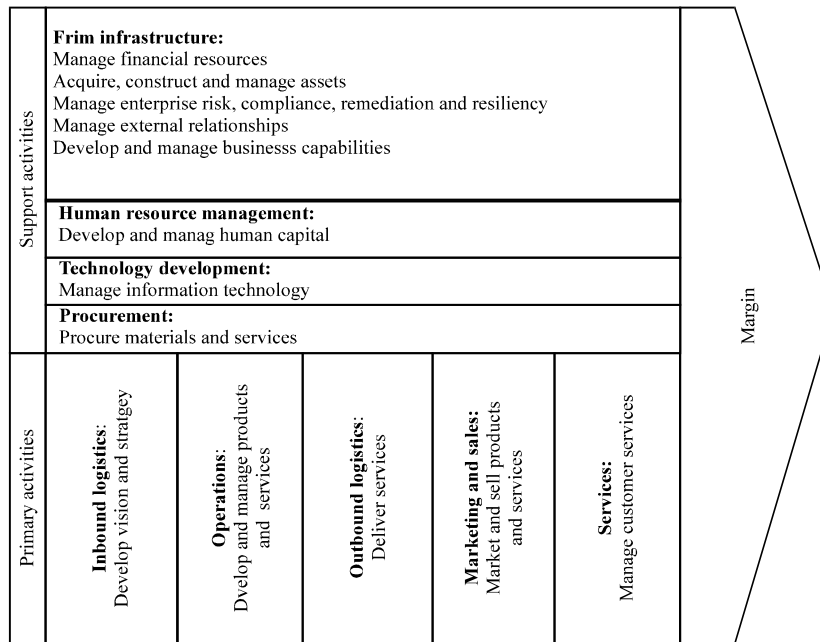 Support activities
Frim infrastructure:
Manage financial resources
Acquire, construct and manage assets
Manage enterprise risk, compliance, remediation and resiliency
Manage external relationships
Develop and manage businesss capabilities
Human resource management:
Develop and manag human capital
Technology development:
Manage information technology
Procurement:
Procure materials and services
Primary activities
Inbound logistics:
Develop vision and stratgey
Operations:
Dvelop and manage products
and services
Outbound logistics:
Deliver services
Marketing and sales:
Market and sell products
and services
Services:
Manage customer services
Margin